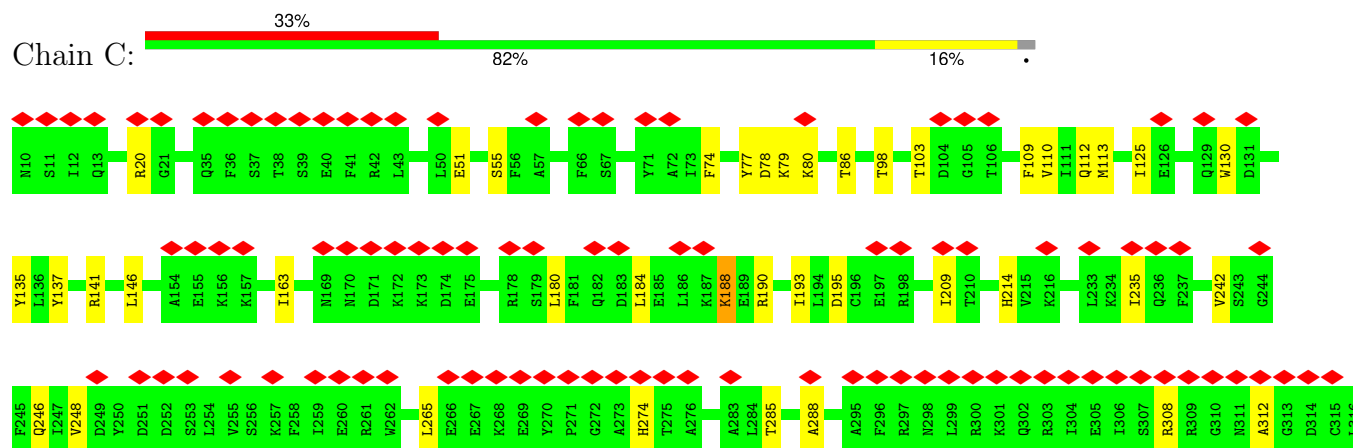 33%
Chain C:
82% 16% •
N10 S11 I12 Q13 R20 G21 Q35 F36 S37 T38 S39 E40 F41 R42 L43 L50 E51 S55 F56 A57 F66 S67 Y71 A72 I73 F74 Y77 D78 K79 K80 T86 T98 T103 D104 G105 T106 F109 V110 I111 Q112 M113 I125 E126 Q129 W130 D131
Y135 L136 Y137 R141 L146 A154 E155 K156 K157 I163 N169 N170 D171 K172 K173 D174 E175 R178 S179 L180 F181 Q182 D183 L184 E185 L186 K187 K188 E189 R190 I193 L194 D195 C196 E197 R198 I209 T210 H214 V215 K216 L233 K234 I235 Q236 F237 V242 S243 G244
F245 Q246 I247 V248 D249 Y250 D251 D252 S253 L254 V255 S256 K257 F258 I259 E260 R261 W262 L265 E266 E267 K268 E269 Y270 P271 G272 A273 H274 T275 A276 A283 L284 T285 A288 A295 F296 R297 N298 L299 R300 K301 Q302 R303 I304 E305 I306 S307 R308 R309 G310 N311 A312 G313 D314 C315